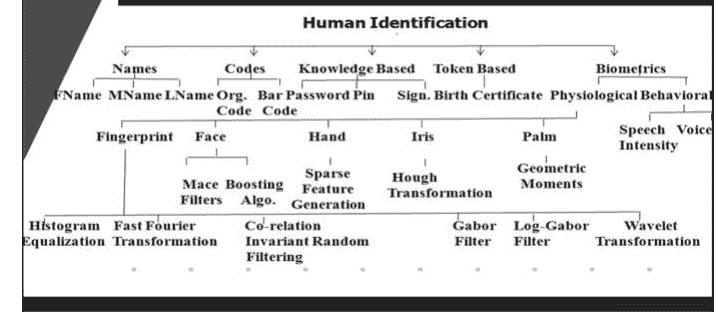 Human Identification
Names Codes Knowledge Based Token Based Biometrics
FName MName LName Org. Bar Password Pin Sign. Birth Certificate Physiological Behavioral
Code Code
Fingerprint Face Hand Iris Palm Speech Voice
Intensity
Mace Boosting Sparse Hough Geometric
Filters Algo. Feature Transformation Moments
Generation
Histogram Fast Fourier Co-relation Gabor Log-Gabor Wavelet
Equalization Transformation Invariant Random Filter Filter Transformation
Filtering